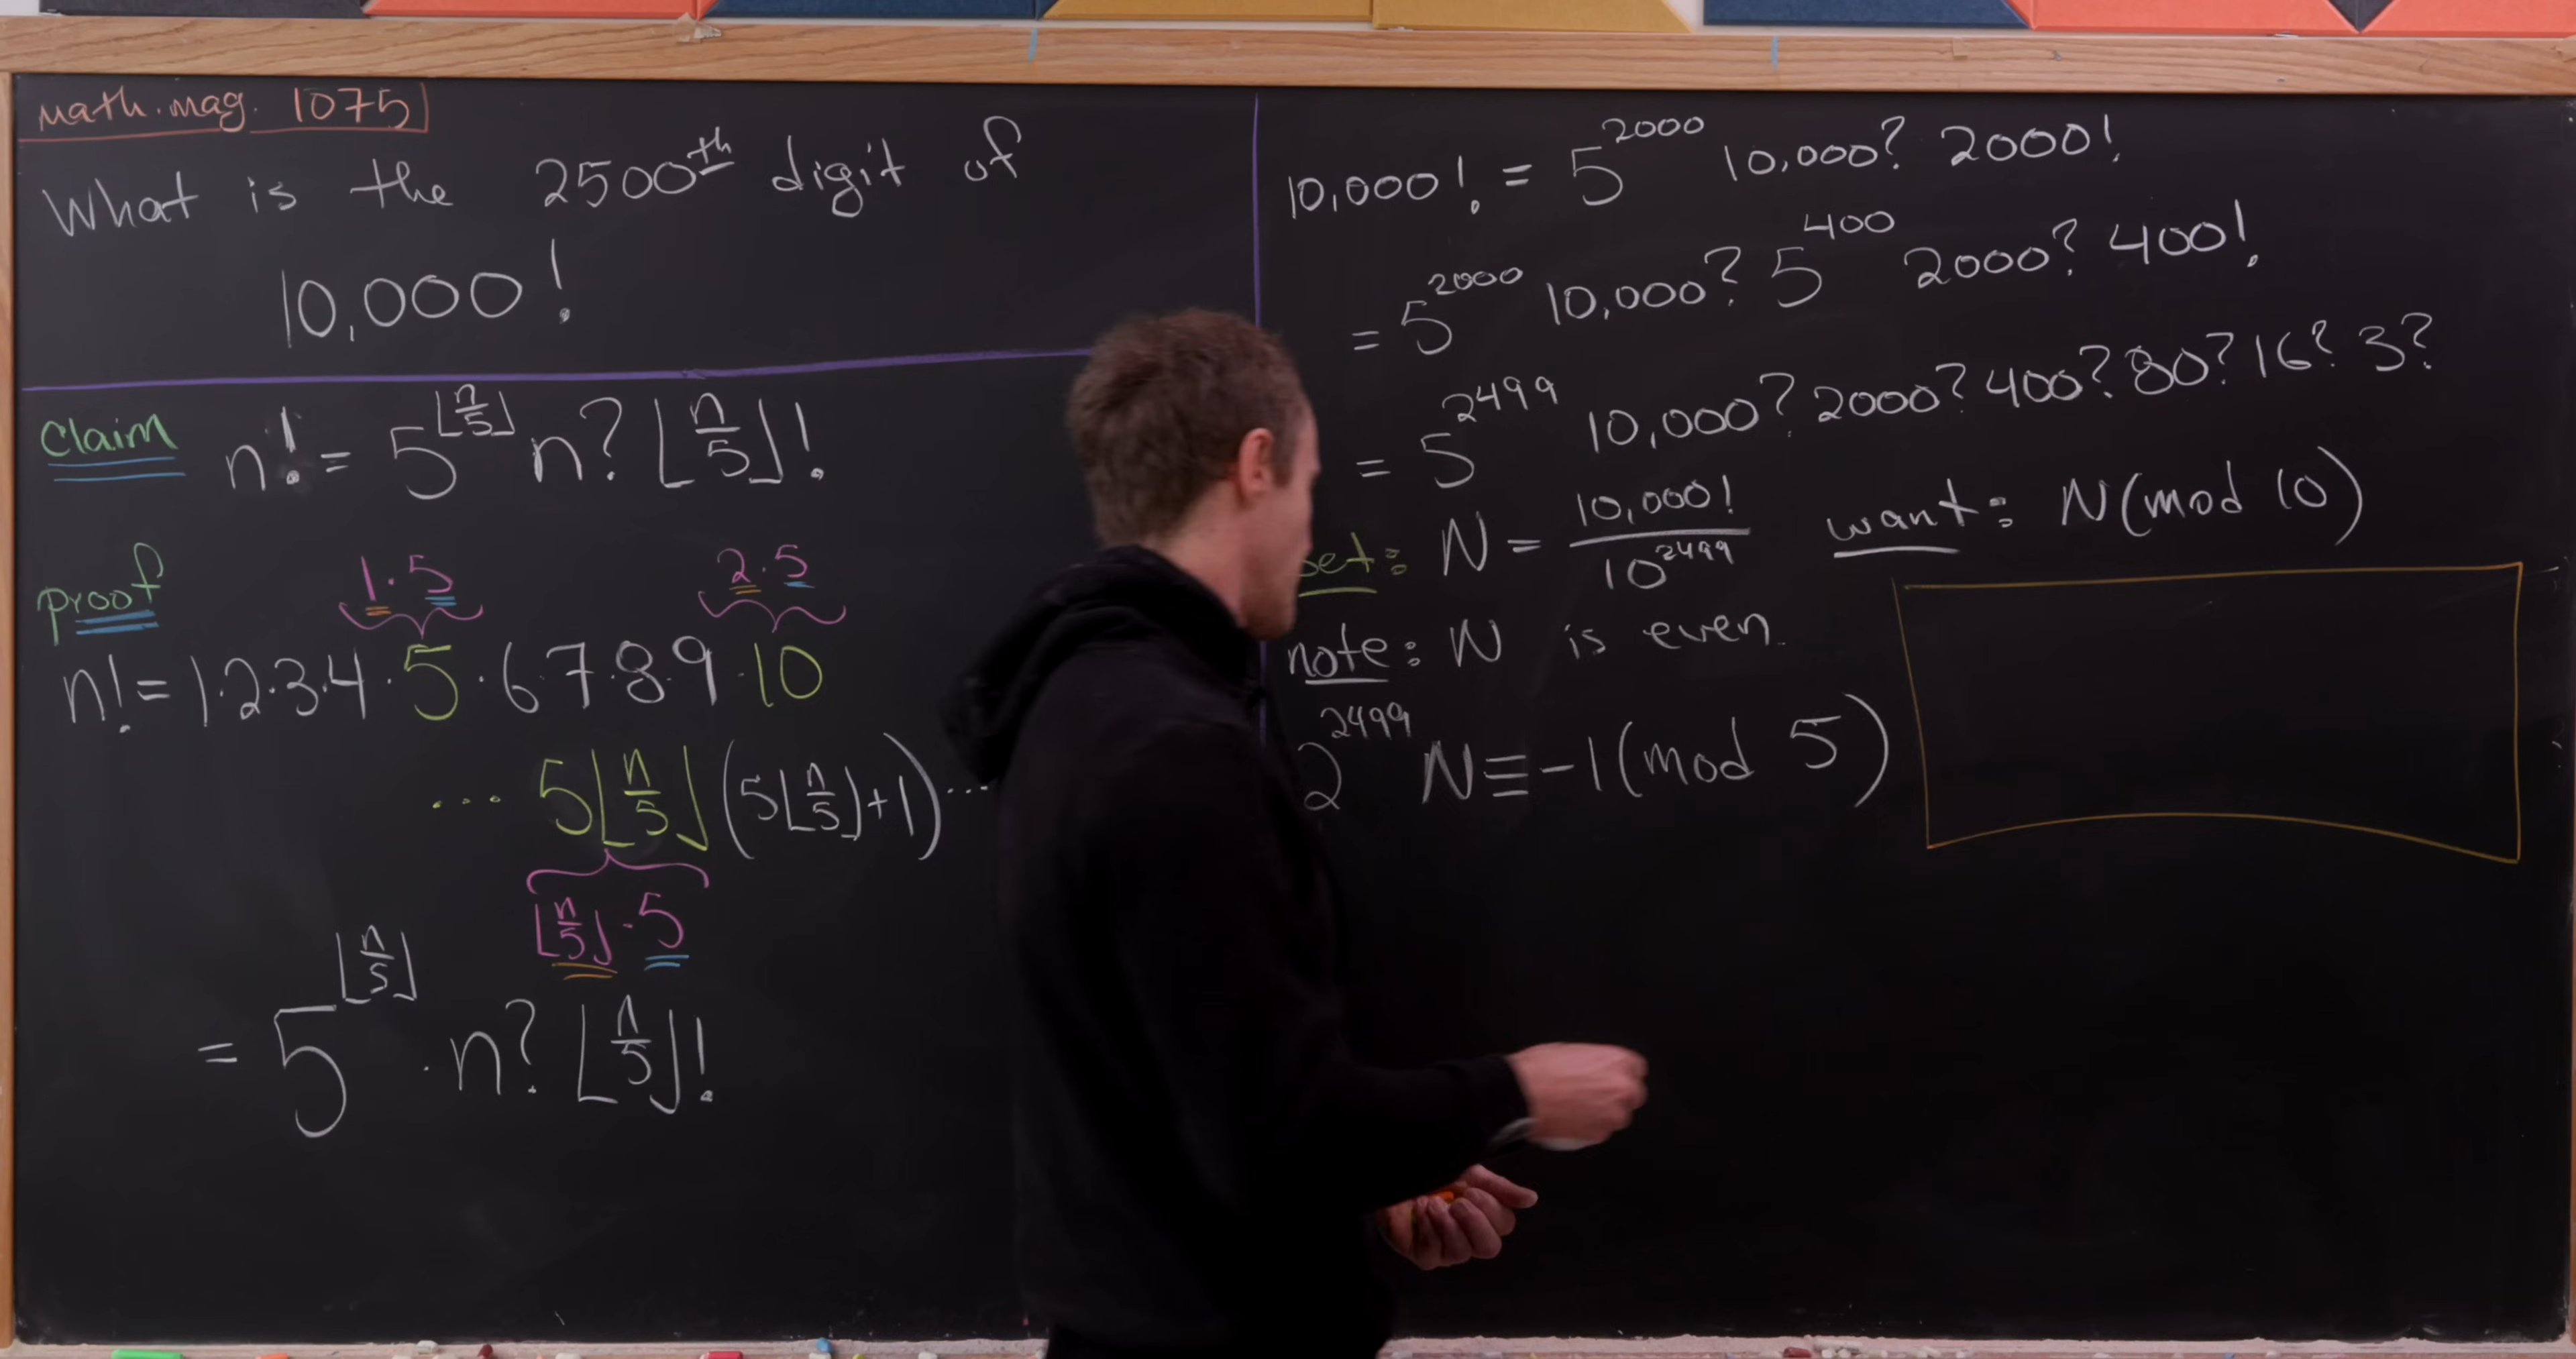 math.mag. 1075
What is the 2500th digit of
10,000!
Claim n! = 5^⌊n/5⌋ n? ⌊n/5⌋!
Proof
1·5 2·5
n! = 1·2·3·4·5·6·7·8·9·10
... 5⌊n/5⌋(5⌊n/5⌋+1)...
⌊n/5⌋·5
= 5^⌊n/5⌋ · n? ⌊n/5⌋!
10,000! = 5^2000 10,000? 2000!
= 5^2000 10,000? 5^400 2000? 400!
= 5^2499 10,000? 2000? 400? 80? 16? 3?
set: N = 10,000!/10^2499 want: N(mod 10)
note: N is even.
2^2499 N ≡ -1 (mod 5)